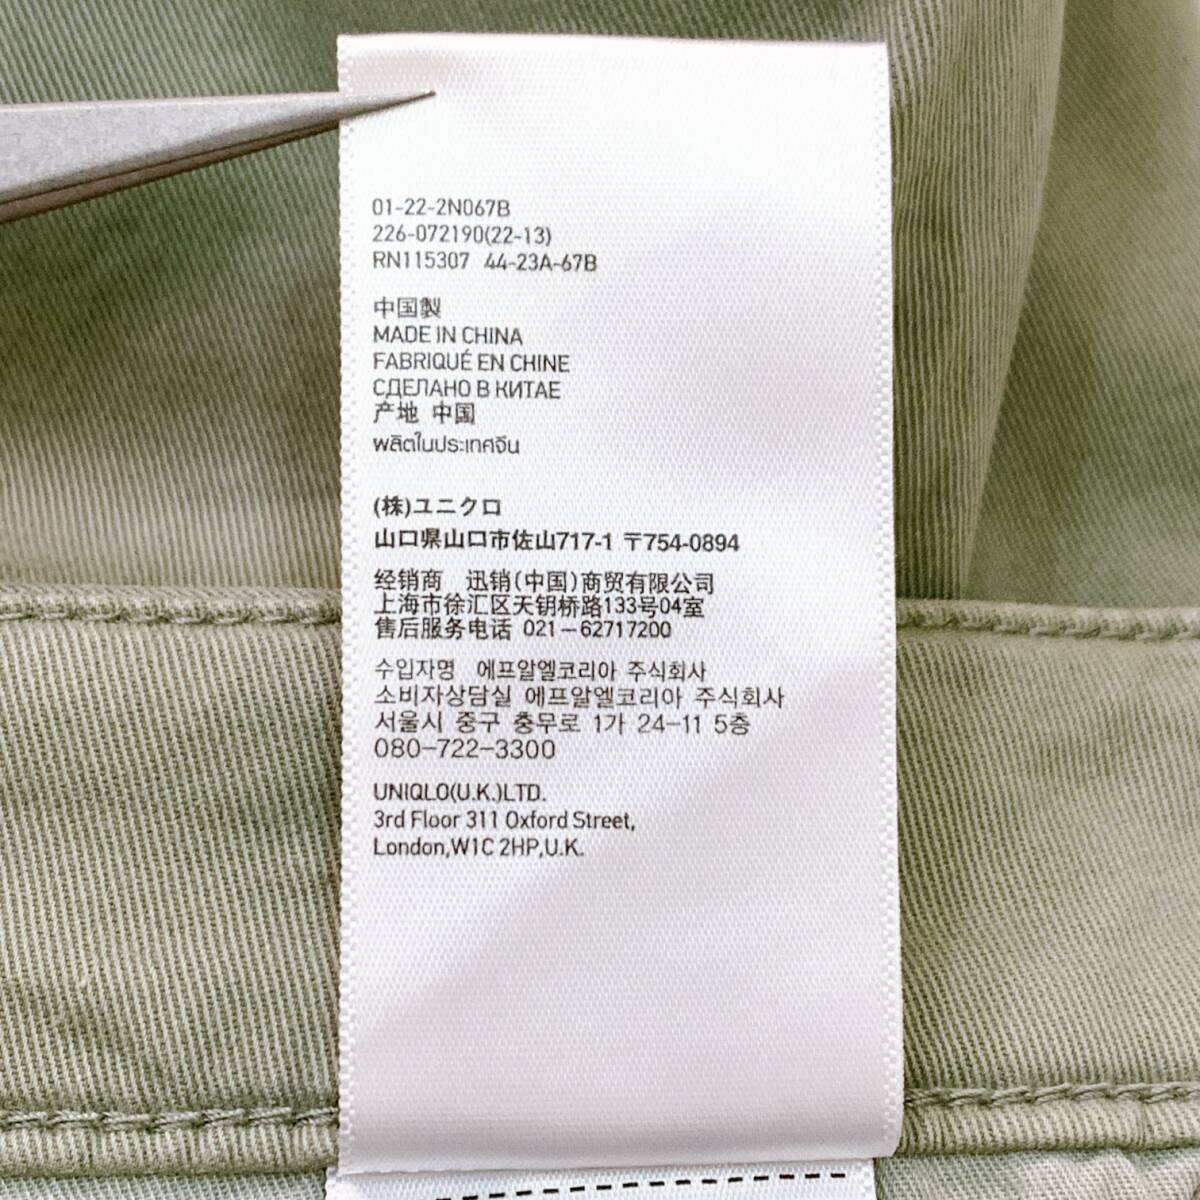 01-22-2N067B
226-072190(22-13)
RN115307 44-23A-67B
中国製
MADE IN CHINA
FABRIQUÉ EN CHINE
СДЕЛАНО В КИТАЕ
产地 中国
ผลิตในประเทศจีน
(株)ユニクロ
山口県山口市佐山717-1 〒754-0894
经销商 迅销(中国)商贸有限公司
上海市徐汇区天钥桥路133号04室
售后服务电话 021-62717200
수입자명 에프알엘코리아 주식회사
소비자상담실 에프알엘코리아 주식회사
서울시 중구 충무로 1가 24-11 5층
080-722-3300
UNIQLO(U.K.)LTD.
3rd Floor 311 Oxford Street,
London,W1C 2HP,U.K.